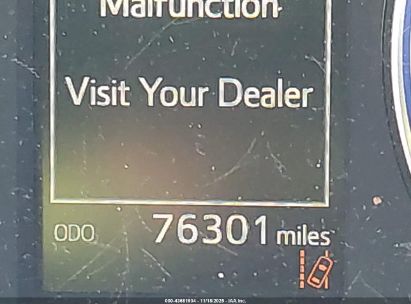 Malfunction
Visit Your Dealer
ODO 76301 miles